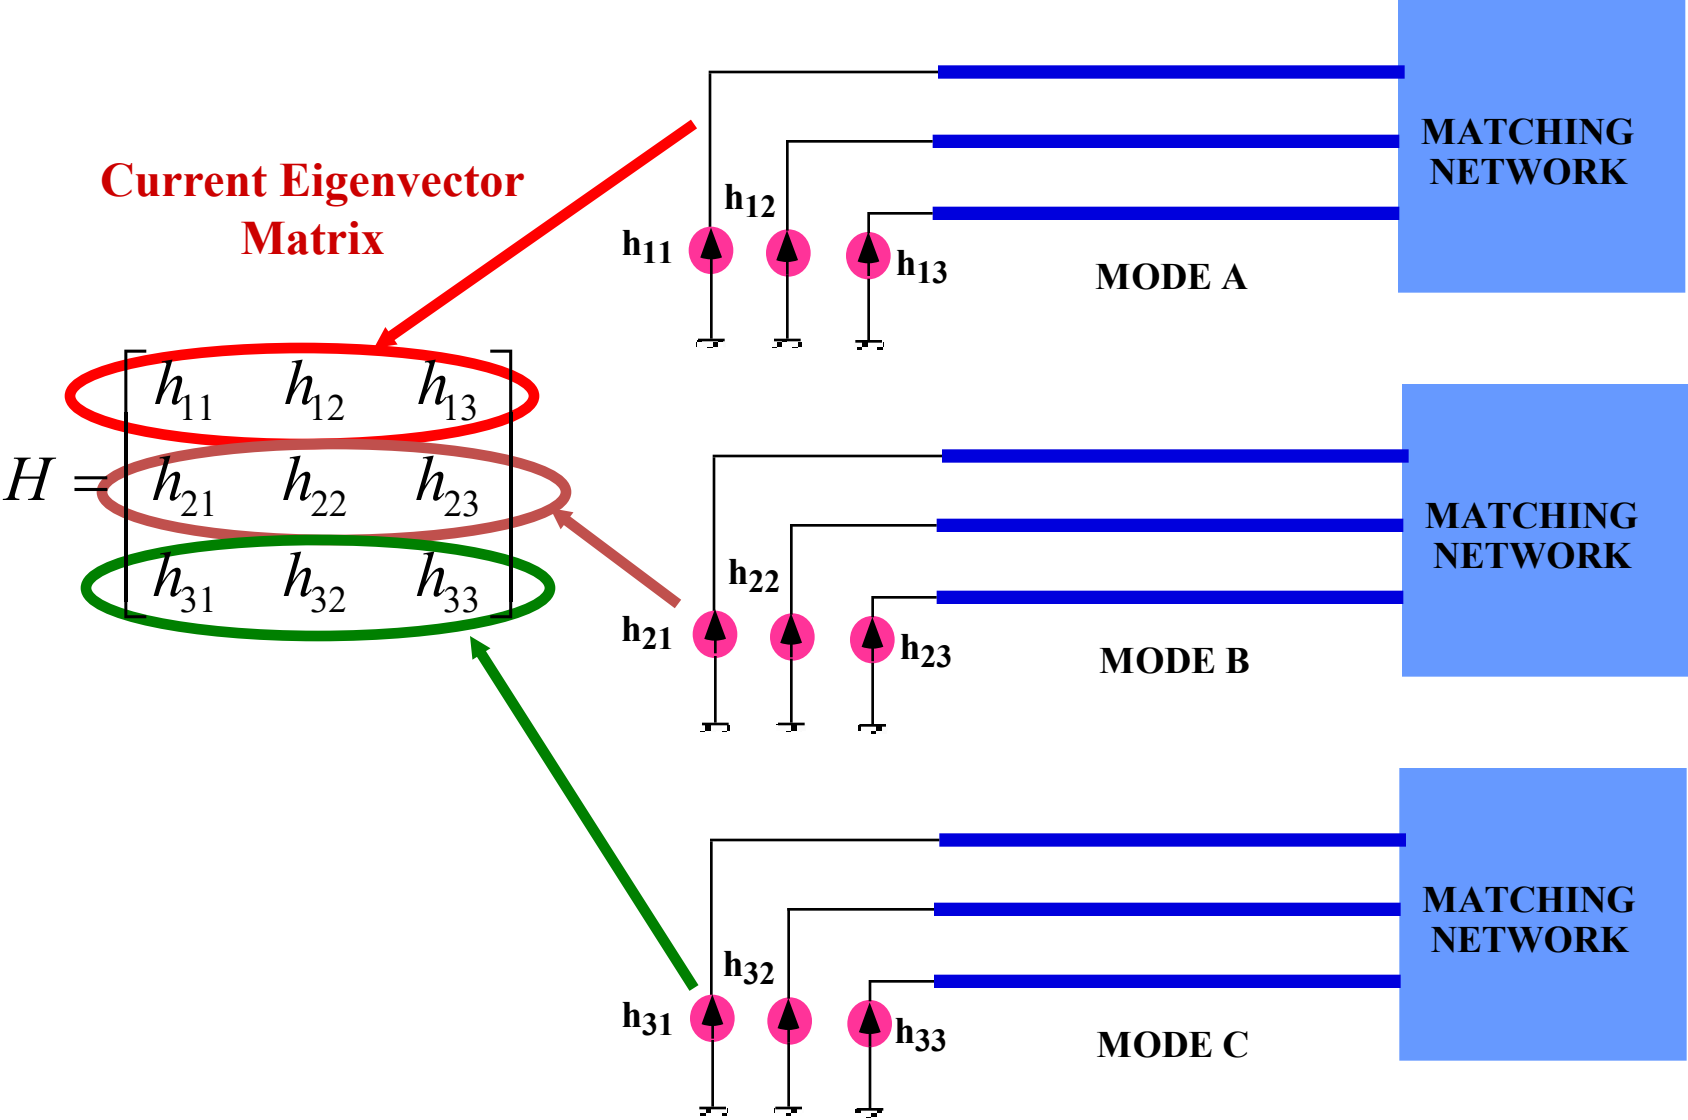 Current Eigenvector
Matrix
H =
h11 h12 h13
h21 h22 h23
h31 h32 h33
h11
h12
h13
MODE A
MATCHING
NETWORK
h21
h22
h23
MODE B
MATCHING
NETWORK
h31
h32
h33
MODE C
MATCHING
NETWORK